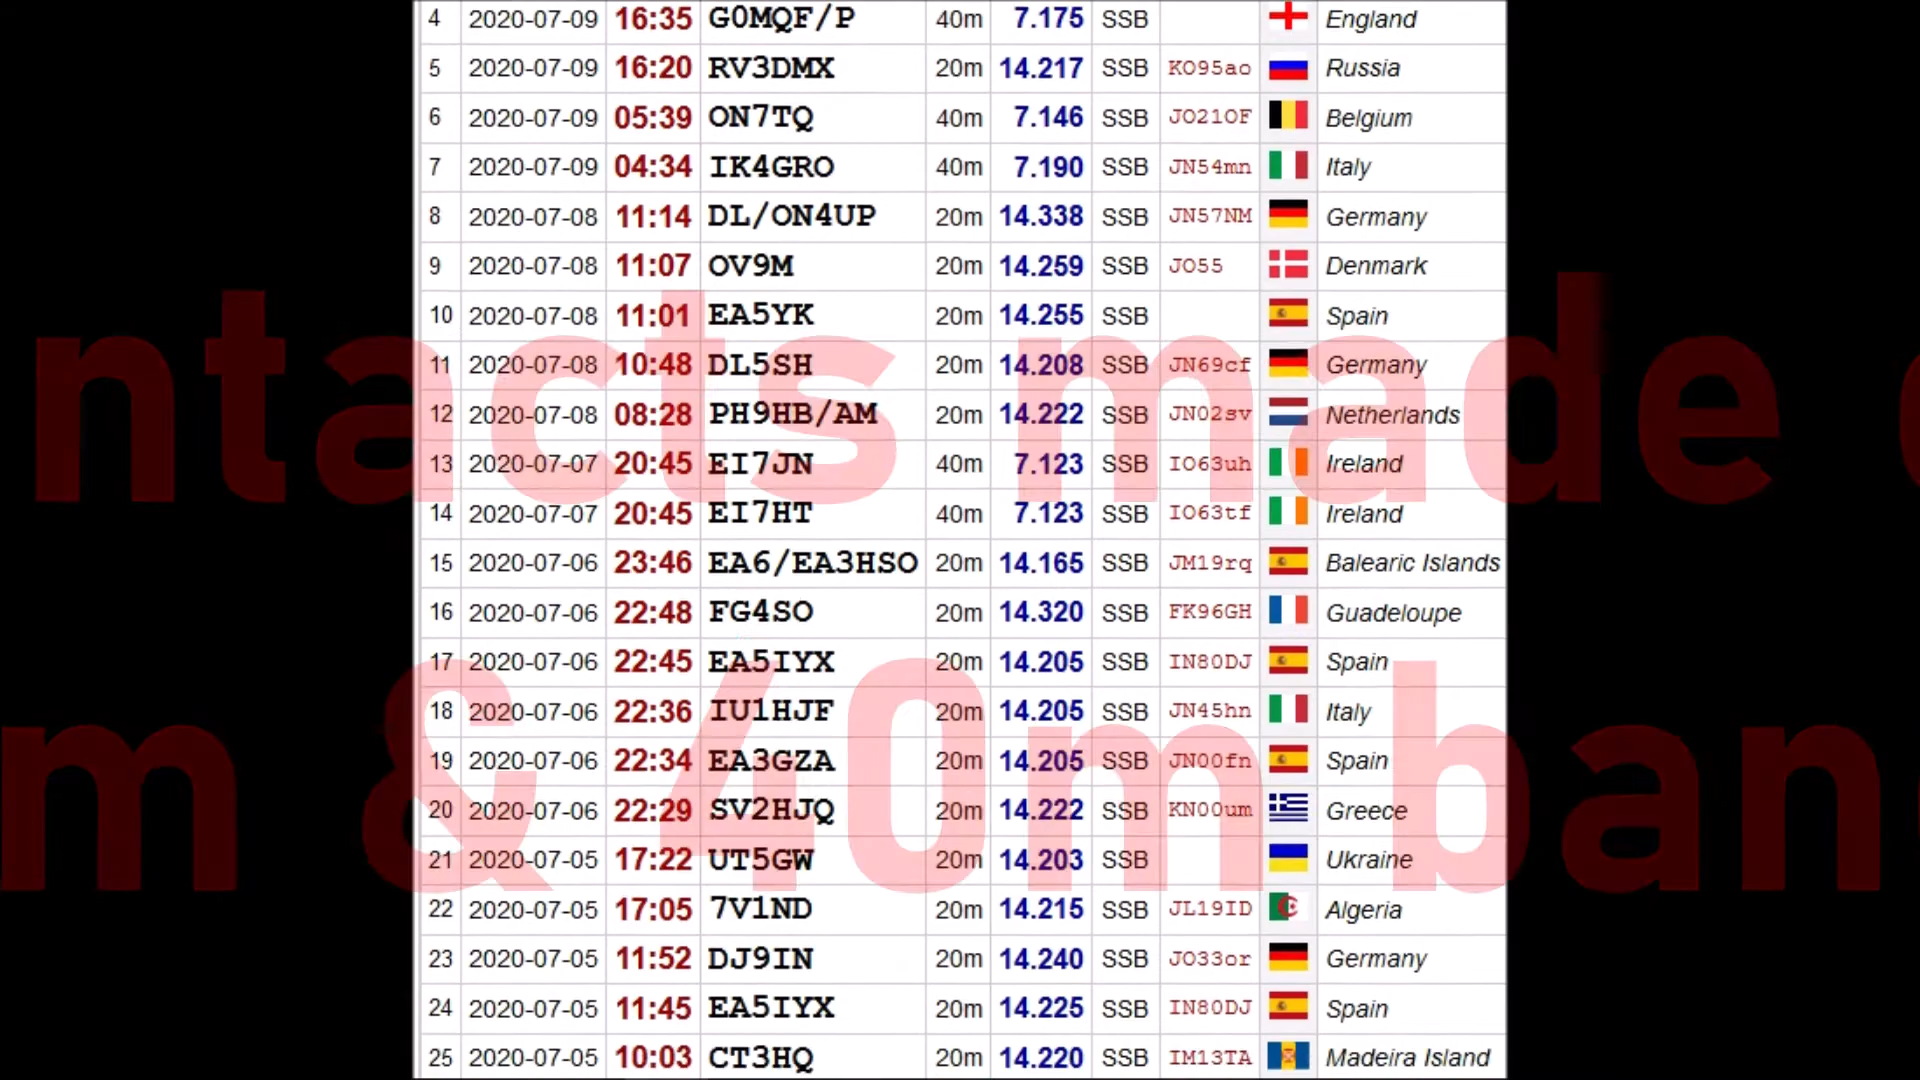 4 2020-07-09 16:35 G0MQF/P 40m 7.175 SSB England
5 2020-07-09 16:20 RV3DMX 20m 14.217 SSB KO95ao Russia
6 2020-07-09 05:39 ON7TQ 40m 7.146 SSB JO21OF Belgium
7 2020-07-09 04:34 IK4GRO 40m 7.190 SSB JN54mn Italy
8 2020-07-08 11:14 DL/ON4UP 20m 14.338 SSB JN57NM Germany
9 2020-07-08 11:07 OV9M 20m 14.259 SSB JO55 Denmark
10 2020-07-08 11:01 EA5YK 20m 14.255 SSB Spain
11 2020-07-08 10:48 DL5SH 20m 14.208 SSB JN69cf Germany
12 2020-07-08 08:28 PH9HB/AM 20m 14.222 SSB JN02sv Netherlands
ntacts made
13 2020-07-07 20:45 EI7JN 40m 7.123 SSB IO63uh Ireland
14 2020-07-07 20:45 EI7HT 40m 7.123 SSB IO63tf Ireland
15 2020-07-06 23:46 EA6/EA3HSO 20m 14.165 SSB JM19rq Balearic Islands
16 2020-07-06 22:48 FG4SO 20m 14.320 SSB FK96GH Guadeloupe
17 2020-07-06 22:45 EA5IYX 20m 14.205 SSB IN80DJ Spain
18 2020-07-06 22:36 IU1HJF 20m 14.205 SSB JN45hn Italy
19 2020-07-06 22:34 EA3GZA 20m 14.205 SSB JN00fn Spain
m & 40m ban
20 2020-07-06 22:29 SV2HJQ 20m 14.222 SSB KN00um Greece
21 2020-07-05 17:22 UT5GW 20m 14.203 SSB Ukraine
22 2020-07-05 17:05 7V1ND 20m 14.215 SSB JL19ID Algeria
23 2020-07-05 11:52 DJ9IN 20m 14.240 SSB JO33or Germany
24 2020-07-05 11:45 EA5IYX 20m 14.225 SSB IN80DJ Spain
25 2020-07-05 10:03 CT3HQ 20m 14.220 SSB IM13TA Madeira Island